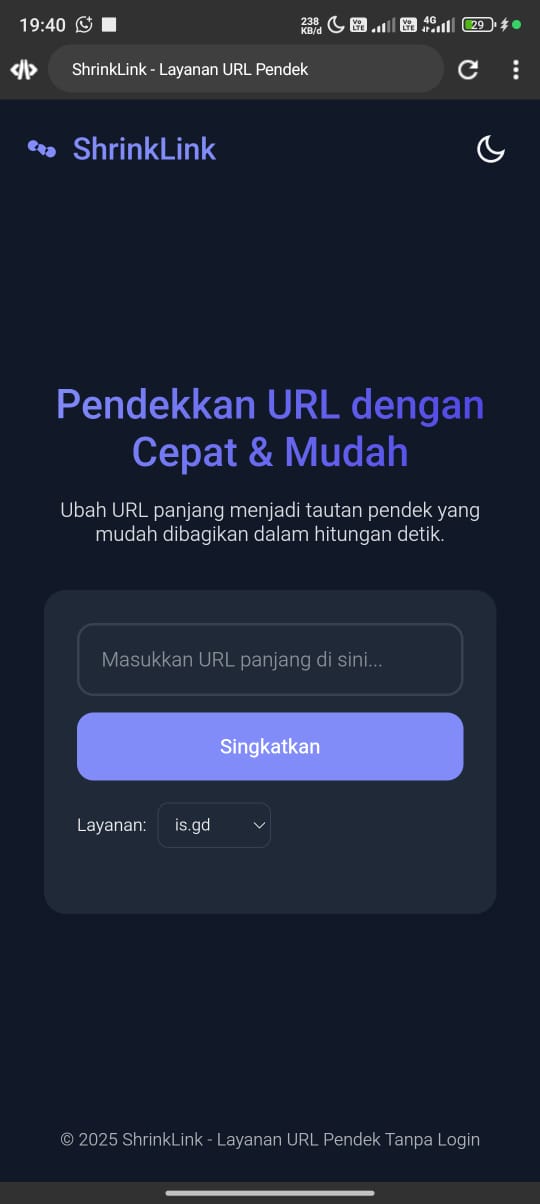 19:40
238
KB/d
Vo
LTE
Vo
LTE
4G
29
ShrinkLink - Layanan URL Pendek
ShrinkLink
Pendekkan URL dengan
Cepat & Mudah
Ubah URL panjang menjadi tautan pendek yang
mudah dibagikan dalam hitungan detik.
Masukkan URL panjang di sini...
Singkatkan
Layanan: is.gd
© 2025 ShrinkLink - Layanan URL Pendek Tanpa Login